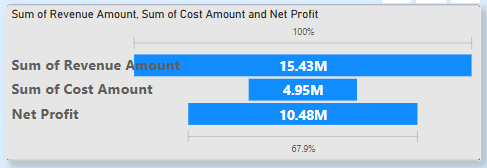 Sum of Revenue Amount, Sum of Cost Amount and Net Profit
100%
Sum of Revenue Amount 15.43M
Sum of Cost Amount 4.95M
Net Profit 10.48M
67.9%